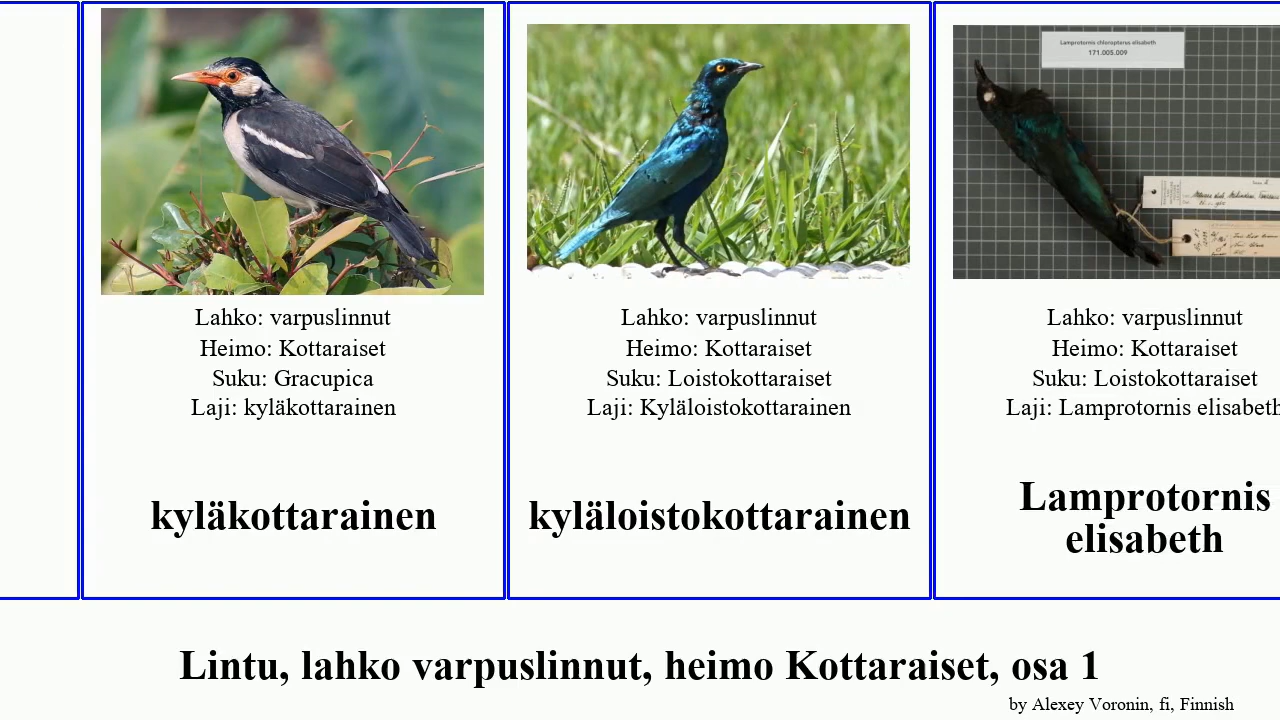 Lahko: varpuslinnut
Heimo: Kottaraiset
Suku: Gracupica
Laji: kyläkottarainen
kyläkottarainen
Lahko: varpuslinnut
Heimo: Kottaraiset
Suku: Loistokottaraiset
Laji: Kyläloistokottarainen
kyläloistokottarainen
Lamprotornis chloropterus elisabeth
171.005.009
Lahko: varpuslinnut
Heimo: Kottaraiset
Suku: Loistokottaraiset
Laji: Lamprotornis elisabeth
Lamprotornis
elisabeth
Lintu, lahko varpuslinnut, heimo Kottaraiset, osa 1
by Alexey Voronin, fi, Finnish